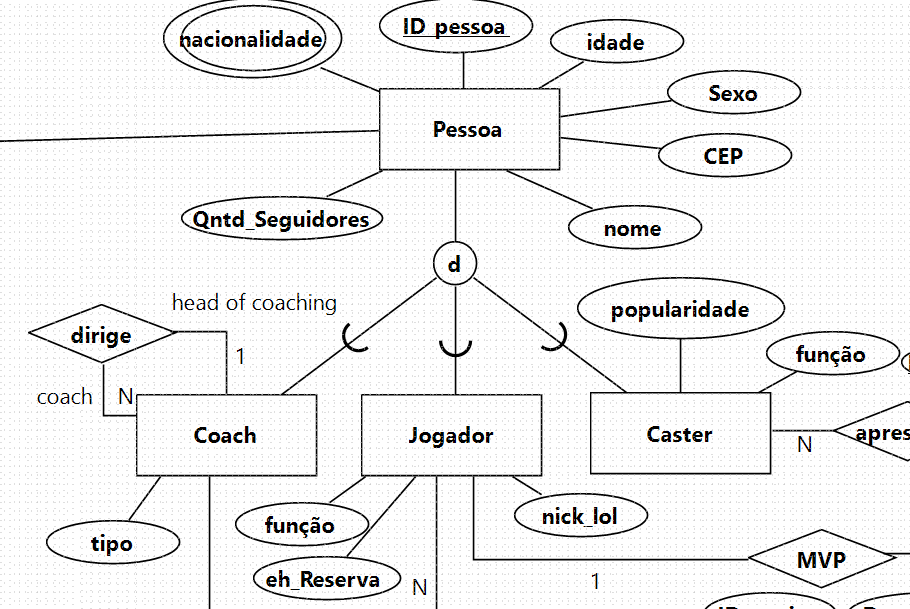 nacionalidade
ID_pessoa
idade
Sexo
Pessoa
CEP
Qntd_Seguidores
nome
d
head of coaching
popularidade
dirige
1
função
coach
N
Coach
Jogador
Caster
apres
N
função
nick_lol
tipo
MVP
eh_Reserva
N
1